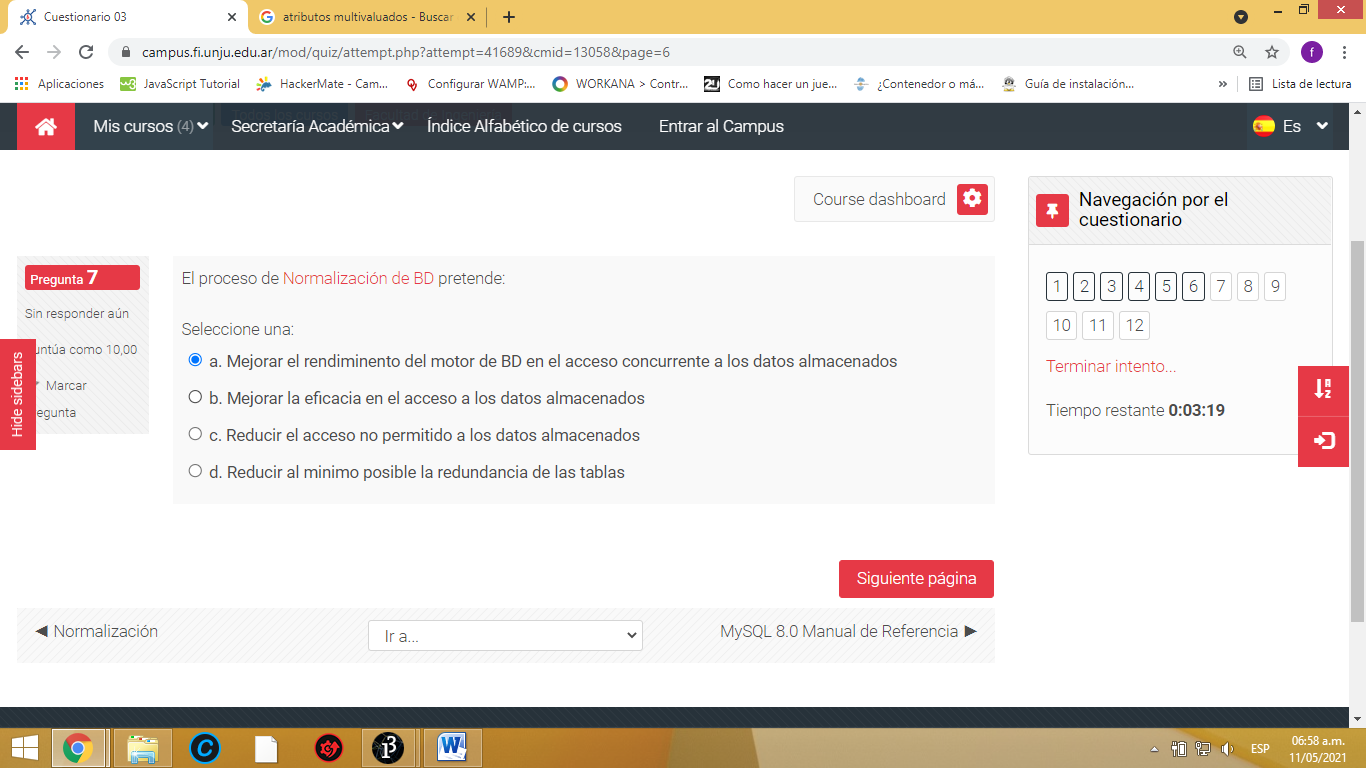 Cuestionario 03
atributos multivaluados - Buscar
campus.fi.unju.edu.ar/mod/quiz/attempt.php?attempt=41689&cmid=13058&page=6
f
Aplicaciones
JavaScript Tutorial
HackerMate - Cam...
Configurar WAMP:...
WORKANA > Contr...
Como hacer un jue...
¿Contenedor o má...
Guía de instalación...
»
Lista de lectura
Mis cursos (4)
Secretaría Académica
Índice Alfabético de cursos
Entrar al Campus
Es
Course dashboard
Navegación por el
cuestionario
Pregunta 7
Sin responder aún
untúa como 10,00
Marcar
egunta
Hide sidebars
El proceso de Normalización de BD pretende:
Seleccione una:
a. Mejorar el rendiminento del motor de BD en el acceso concurrente a los datos almacenados
b. Mejorar la eficacia en el acceso a los datos almacenados
c. Reducir el acceso no permitido a los datos almacenados
d. Reducir al minimo posible la redundancia de las tablas
1 2 3 4 5 6 7 8 9
10 11 12
Terminar intento...
Tiempo restante 0:03:19
Siguiente página
◄ Normalización
Ir a...
MySQL 8.0 Manual de Referencia ►
ESP
06:58 a.m.
11/05/2021